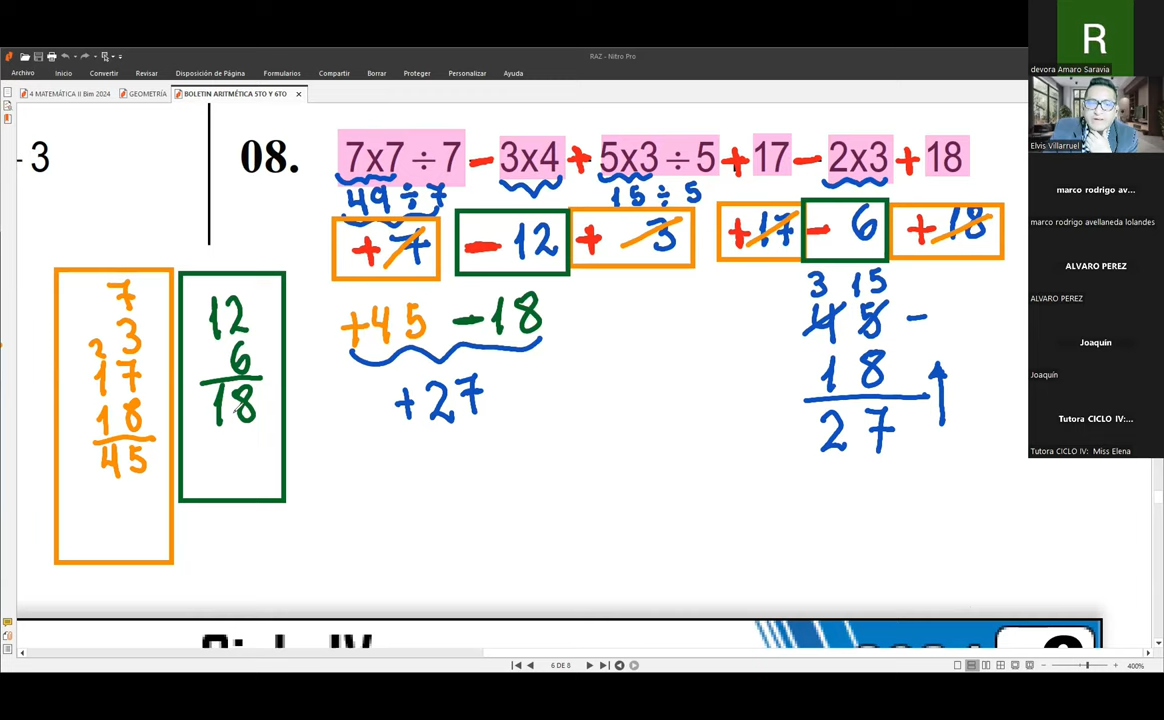 RAZ - Nitro Pro
Archivo Inicio Convertir Revisar Disposición de Página Formularios Compartir Borrar Proteger Personalizar Ayuda
4 MATEMÁTICA II Bim 2024 GEOMETRÍA BOLETIN ARITMÉTICA 5TO Y 6TO
- 3
08. 7x7 ÷ 7 - 3x4 + 5x3 ÷ 5 + 17 - 2x3 + 18
49 ÷ 7 15 ÷ 5
+ 7 - 12 + 3 + 17 - 6 + 18
7
3
2
17
18
45
12
6
18
+45 - 18
+27
3 15
45 -
18
27
R
devora Amaro Saravia
Elvis Villarruel
marco rodrigo av...
marco rodrigo avellaneda lolandes
ALVARO PEREZ
ALVARO PEREZ
Joaquin
Joaquín
Tutora CICLO IV:...
Tutora CICLO IV: Miss Elena
6 DE 8
400%